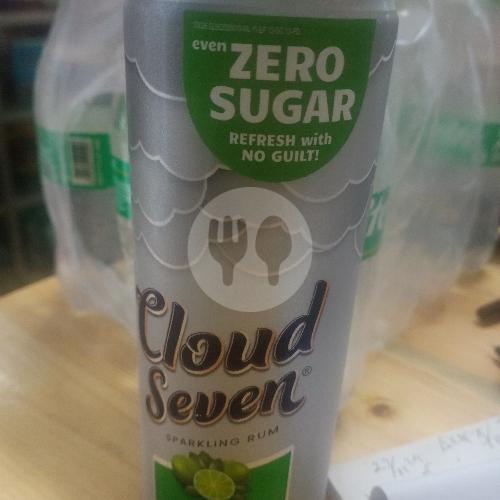 even ZERO
SUGAR
REFRESH with
NO GUILT!
Cloud
Seven®
SPARKLING RUM